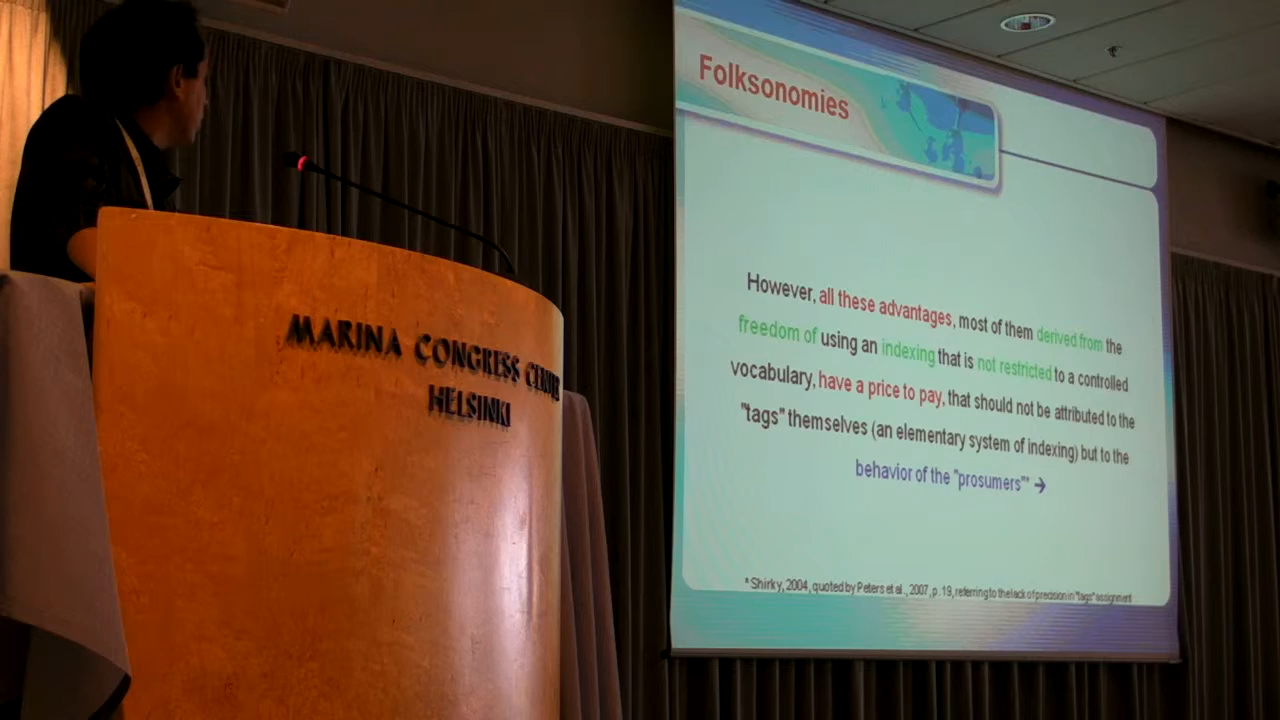 MARINA CONGRESS CENTER
HELSINKI
Folksonomies
However, all these advantages, most of them derived from the
freedom of using an indexing that is not restricted to a controlled
vocabulary, have a price to pay, that should not be attributed to the
"tags" themselves (an elementary system of indexing) but to the
behavior of the "prosumers"* →
* Shirky, 2004, quoted by Peters et al., 2007, p. 19, referring to the lack of precision in "tags" assignment